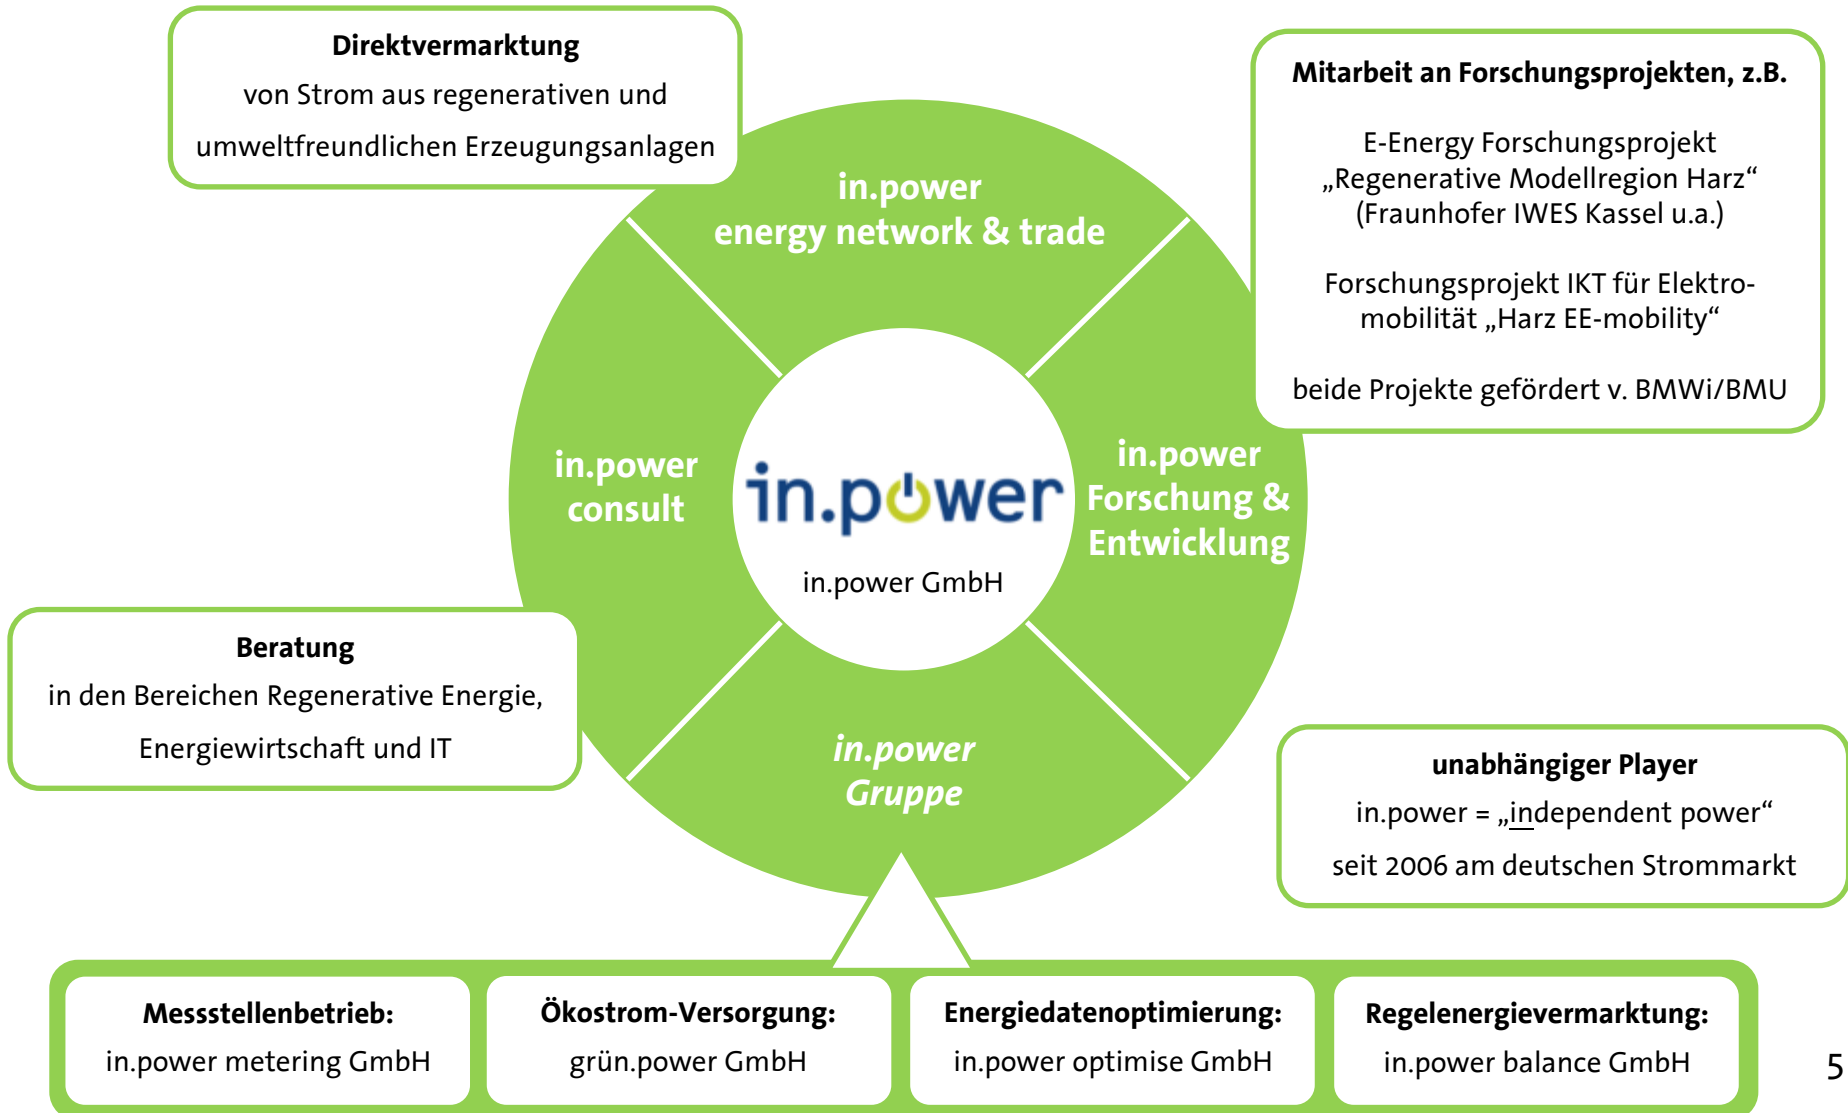 Direktvermarktung
von Strom aus regenerativen und
umweltfreundlichen Erzeugungsanlagen
Mitarbeit an Forschungsprojekten, z.B.
E-Energy Forschungsprojekt
„Regenerative Modellregion Harz“
(Fraunhofer IWES Kassel u.a.)
Forschungsprojekt IKT für Elektro-
mobilität „Harz EE-mobility“
beide Projekte gefördert v. BMWi/BMU
in.power
energy network & trade
in.power
consult
in.power
in.power GmbH
in.power
Forschung &
Entwicklung
Beratung
in den Bereichen Regenerative Energie,
Energiewirtschaft und IT
in.power
Gruppe
unabhängiger Player
in.power = „independent power“
seit 2006 am deutschen Strommarkt
Messstellenbetrieb:
in.power metering GmbH
Ökostrom-Versorgung:
grün.power GmbH
Energiedatenoptimierung:
in.power optimise GmbH
Regelenergievermarktung:
in.power balance GmbH
5